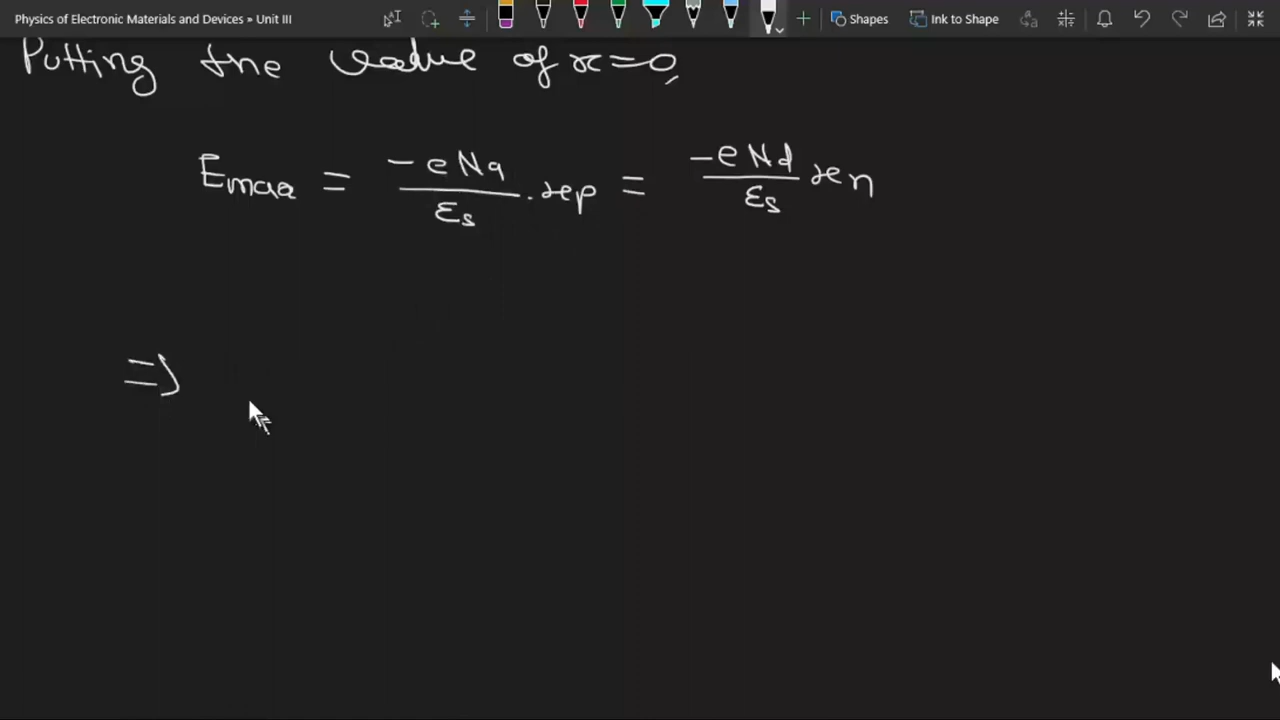 Physics of Electronic Materials and Devices » Unit III
Shapes
Ink to Shape
Putting the value of x=0,
Emax = -eNa/εs . xp = -eNd/εs xn
⇒